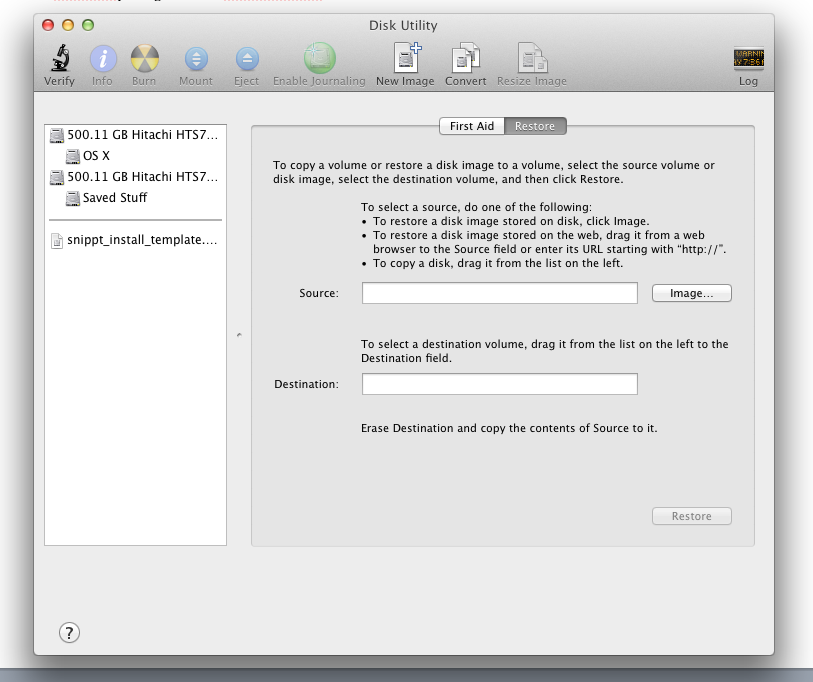 Disk Utility
Verify Info Burn Mount Eject Enable Journaling New Image Convert Resize Image Log
500.11 GB Hitachi HTS7...
OS X
500.11 GB Hitachi HTS7...
Saved Stuff
snippt_install_template....
First Aid Restore
To copy a volume or restore a disk image to a volume, select the source volume or
disk image, select the destination volume, and then click Restore.
To select a source, do one of the following:
• To restore a disk image stored on disk, click Image.
• To restore a disk image stored on the web, drag it from a web
browser to the Source field or enter its URL starting with “http://”.
• To copy a disk, drag it from the list on the left.
Source: Image...
To select a destination volume, drag it from the list on the left to the
Destination field.
Destination:
Erase Destination and copy the contents of Source to it.
Restore
?